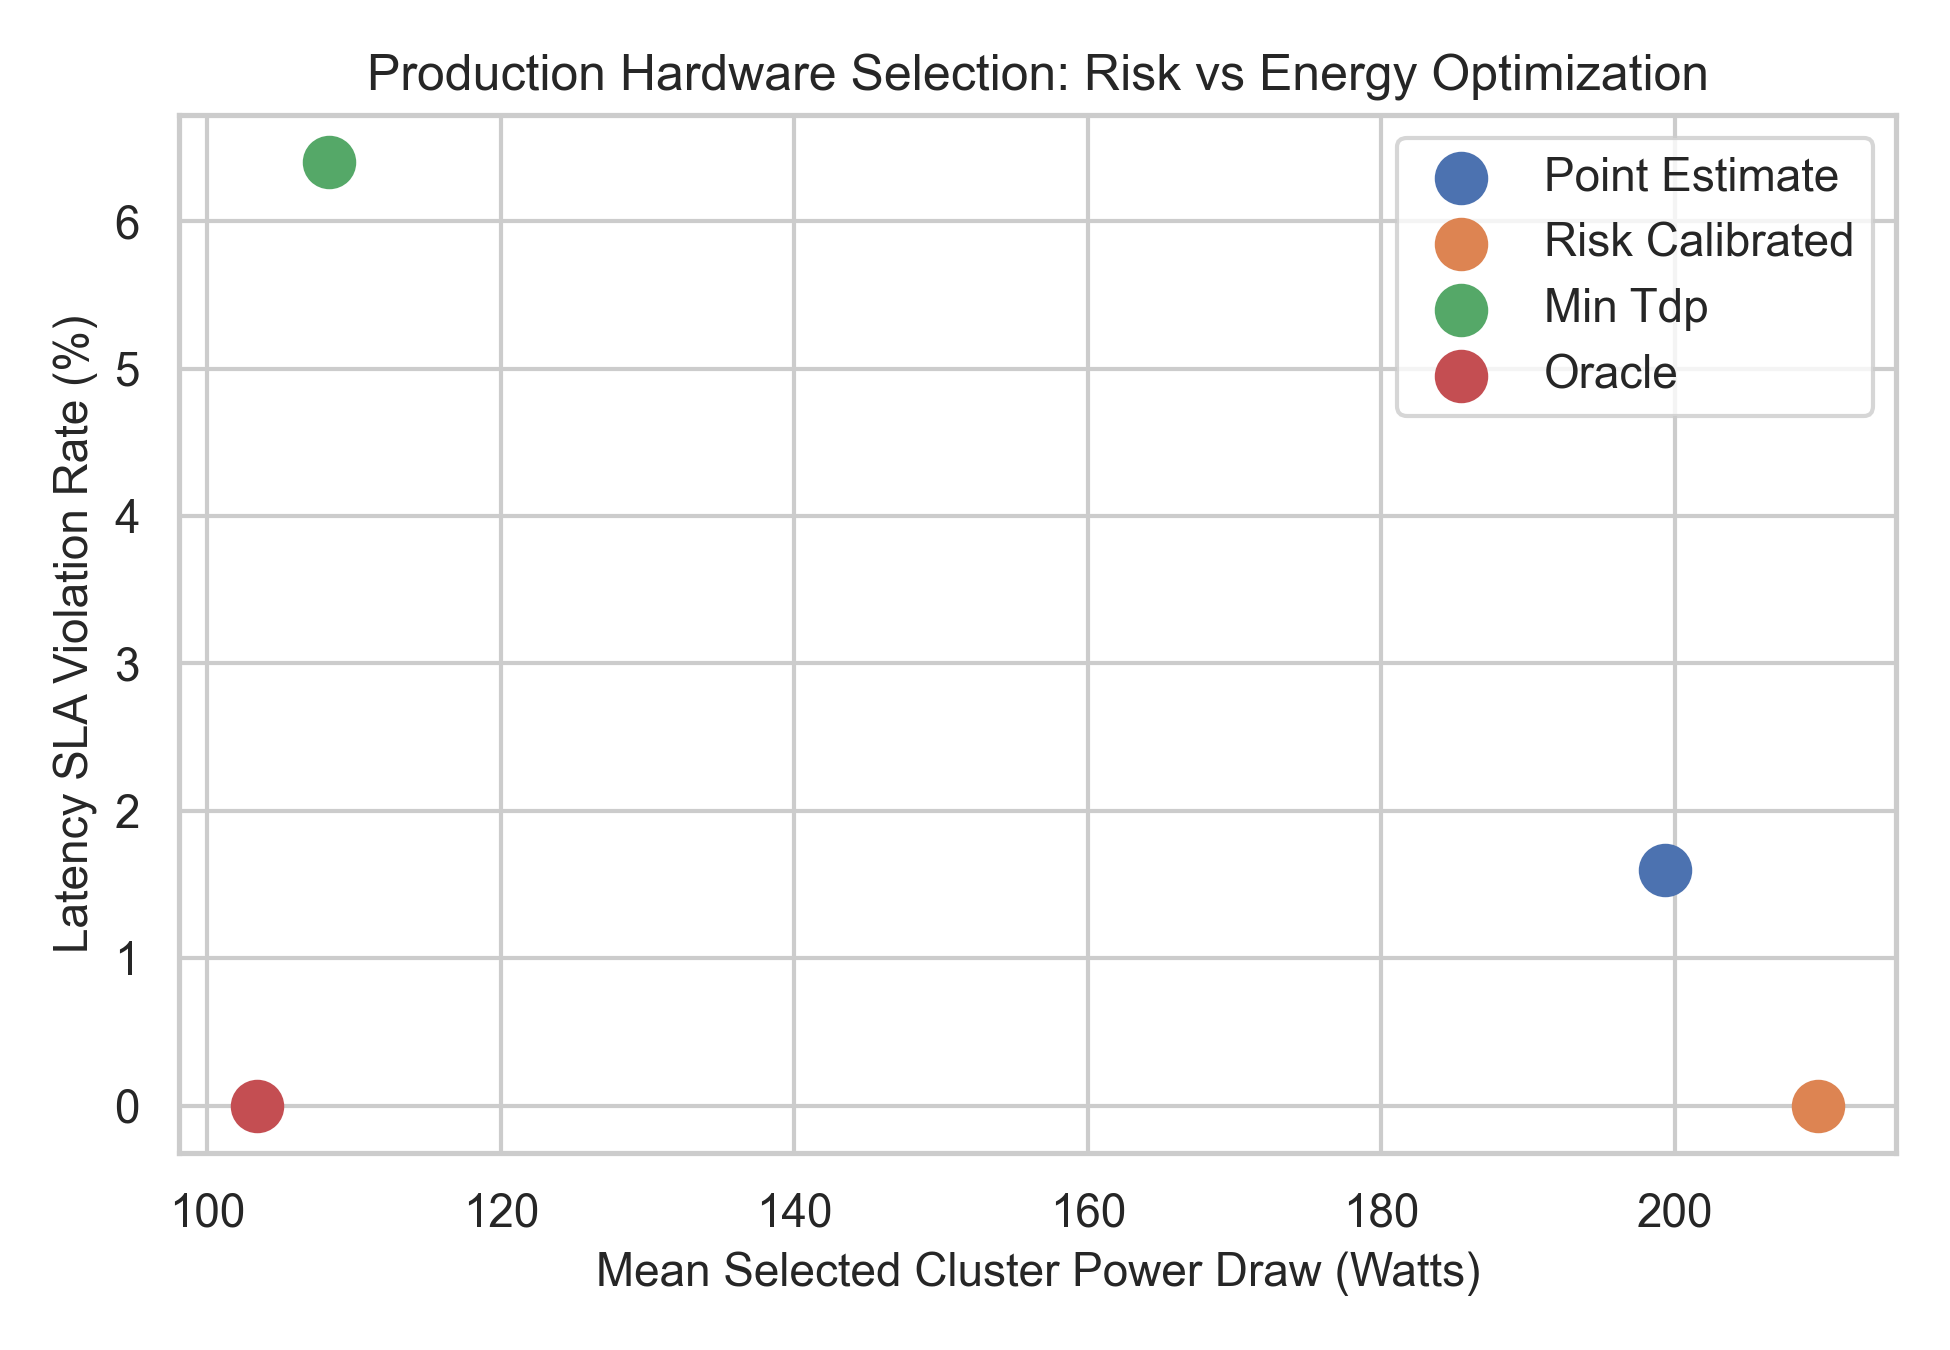 Production Hardware Selection: Risk vs Energy Optimization
Point Estimate
Risk Calibrated
Min Tdp
Oracle
Latency SLA Violation Rate (%)
6
5
4
3
2
1
0
100 120 140 160 180 200
Mean Selected Cluster Power Draw (Watts)